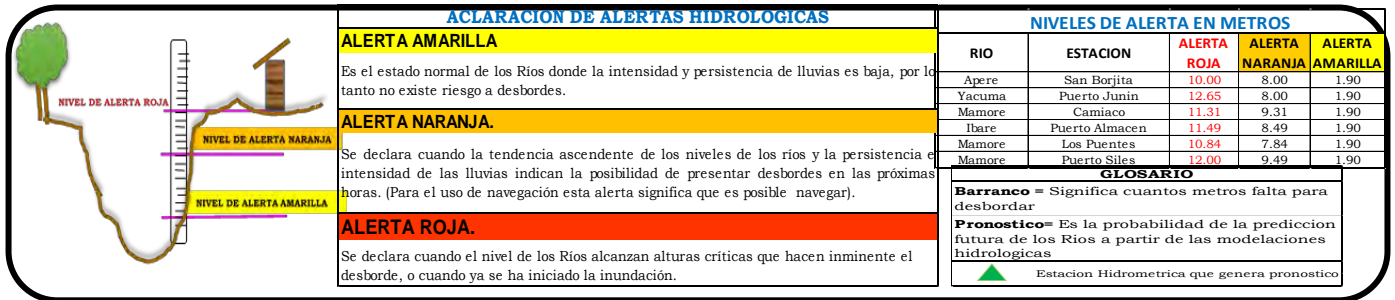 NIVEL DE ALERTA ROJA
NIVEL DE ALERTA NARANJA
NIVEL DE ALERTA AMARILLA
ACLARACION DE ALERTAS HIDROLOGICAS
ALERTA AMARILLA
Es el estado normal de los Ríos donde la intensidad y persistencia de lluvias es baja, por lo
tanto no existe riesgo a desbordes.
ALERTA NARANJA.
Se declara cuando la tendencia ascendente de los niveles de los ríos y la persistencia e
intensidad de las lluvias indican la posibilidad de presentar desbordes en las próximas
horas. (Para el uso de navegación esta alerta significa que es posible navegar).
ALERTA ROJA.
Se declara cuando el nivel de los Ríos alcanzan alturas críticas que hacen inminente el
desborde, o cuando ya se ha iniciado la inundación.
NIVELES DE ALERTA EN METROS
RIO ESTACION ALERTA ROJA ALERTA NARANJA ALERTA AMARILLA
Apere San Borjita 10.00 8.00 1.90
Yacuma Puerto Junin 12.65 8.00 1.90
Mamore Camiaco 11.31 9.31 1.90
Ibare Puerto Almacen 11.49 8.49 1.90
Mamore Los Puentes 10.84 7.84 1.90
Mamore Puerto Siles 12.00 9.49 1.90
GLOSARIO
Barranco = Significa cuantos metros falta para
desbordar
Pronostico= Es la probabilidad de la prediccion
futura de los Rios a partir de las modelaciones
hidrologicas
Estacion Hidrometrica que genera pronostico